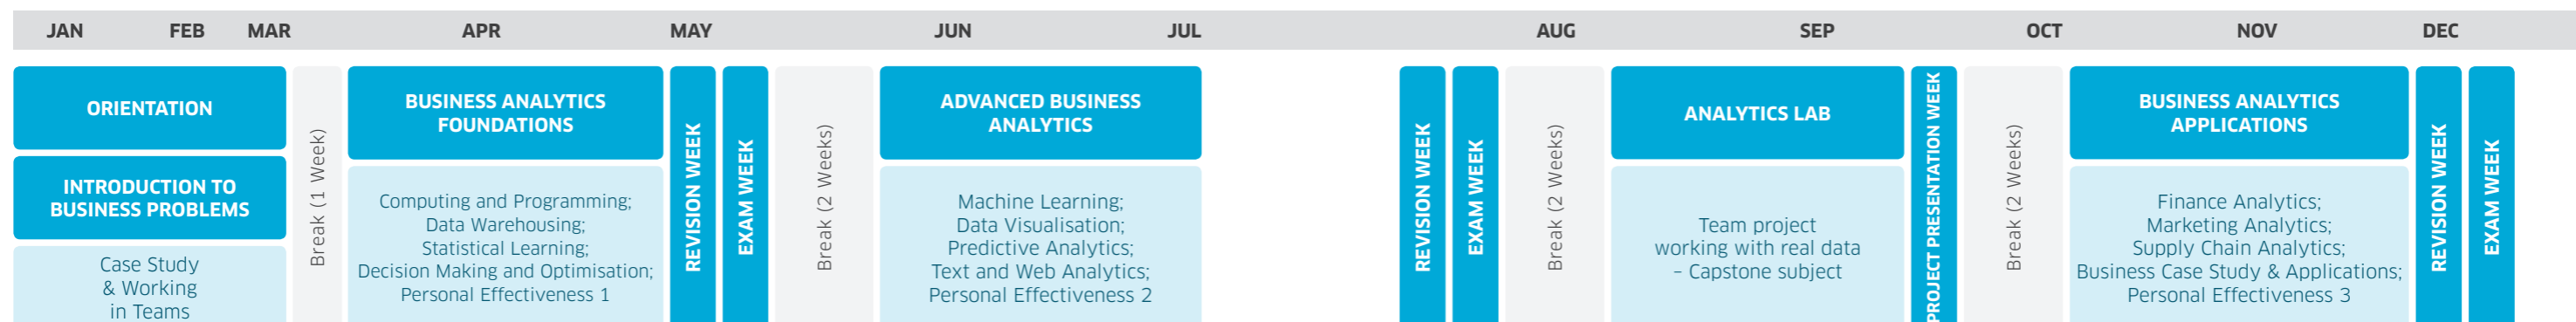 JAN FEB MAR APR MAY JUN JUL AUG SEP OCT NOV DEC
ORIENTATION
INTRODUCTION TO
BUSINESS PROBLEMS
Case Study
& Working
in Teams
Break (1 Week)
BUSINESS ANALYTICS
FOUNDATIONS
Computing and Programming;
Data Warehousing;
Statistical Learning;
Decision Making and Optimisation;
Personal Effectiveness 1
REVISION WEEK
EXAM WEEK
Break (2 Weeks)
ADVANCED BUSINESS
ANALYTICS
Machine Learning;
Data Visualisation;
Predictive Analytics;
Text and Web Analytics;
Personal Effectiveness 2
REVISION WEEK
EXAM WEEK
Break (2 Weeks)
ANALYTICS LAB
Team project
working with real data
– Capstone subject
PROJECT PRESENTATION WEEK
Break (2 Weeks)
BUSINESS ANALYTICS
APPLICATIONS
Finance Analytics;
Marketing Analytics;
Supply Chain Analytics;
Business Case Study & Applications;
Personal Effectiveness 3
REVISION WEEK
EXAM WEEK